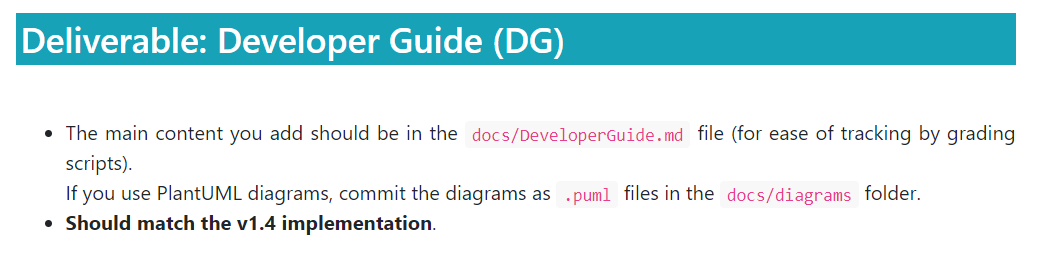 Deliverable: Developer Guide (DG)
• The main content you add should be in the docs/DeveloperGuide.md file (for ease of tracking by grading
scripts).
If you use PlantUML diagrams, commit the diagrams as .puml files in the docs/diagrams folder.
• Should match the v1.4 implementation.